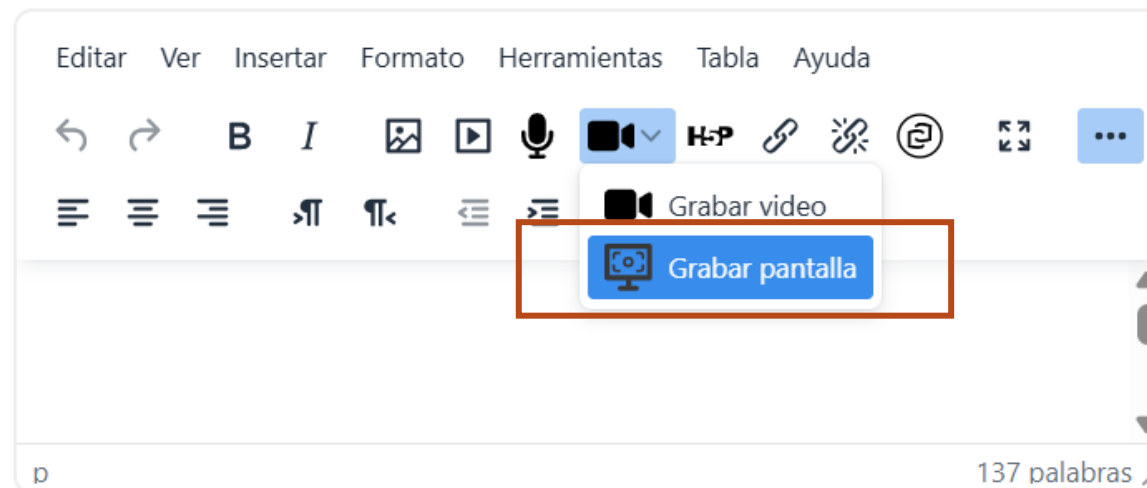 Editar Ver Insertar Formato Herramientas Tabla Ayuda
B I H5P
Grabar video
Grabar pantalla
p 137 palabras